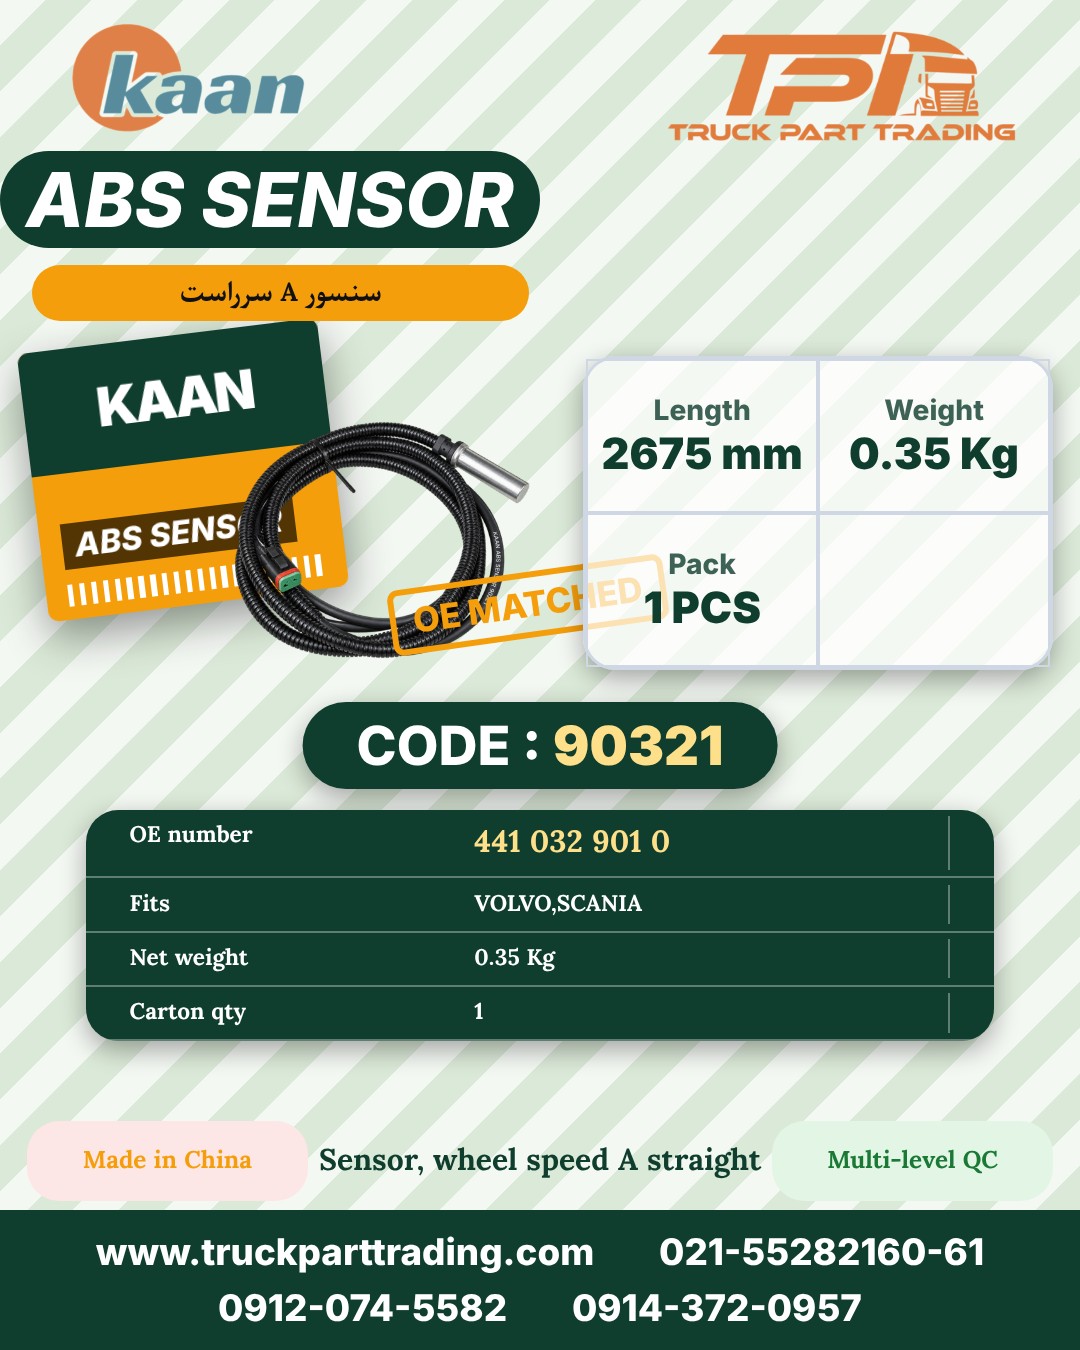 kaan
TPI
TRUCK PART TRADING
ABS SENSOR
سنسور A سرراست
KAAN
ABS SENSOR
OE MATCHED
Length
2675 mm
Weight
0.35 Kg
Pack
1 PCS
CODE : 90321
OE number 441 032 901 0
Fits VOLVO,SCANIA
Net weight 0.35 Kg
Carton qty 1
Made in China
Sensor, wheel speed A straight
Multi-level QC
www.truckparttrading.com 021-55282160-61
0912-074-5582 0914-372-0957